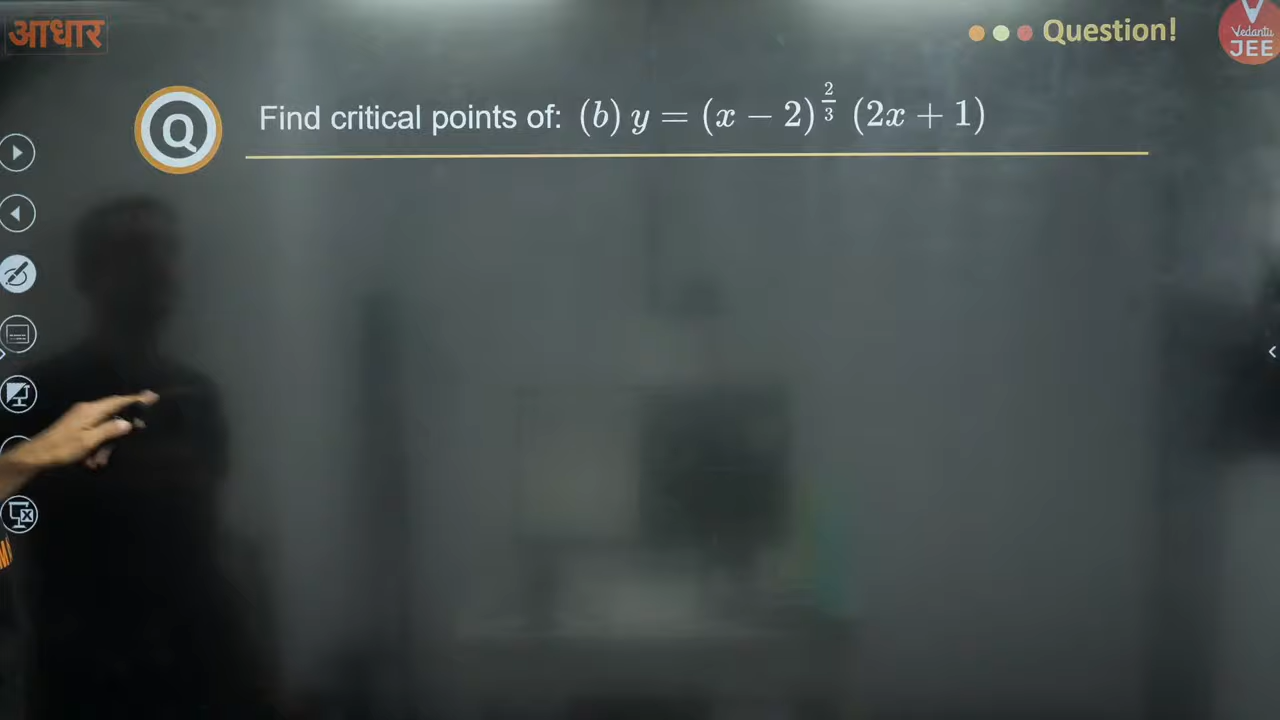 आधार
Question!
Vedantu
JEE
Q
Find critical points of: (b) y = (x − 2)^{2/3} (2x + 1)